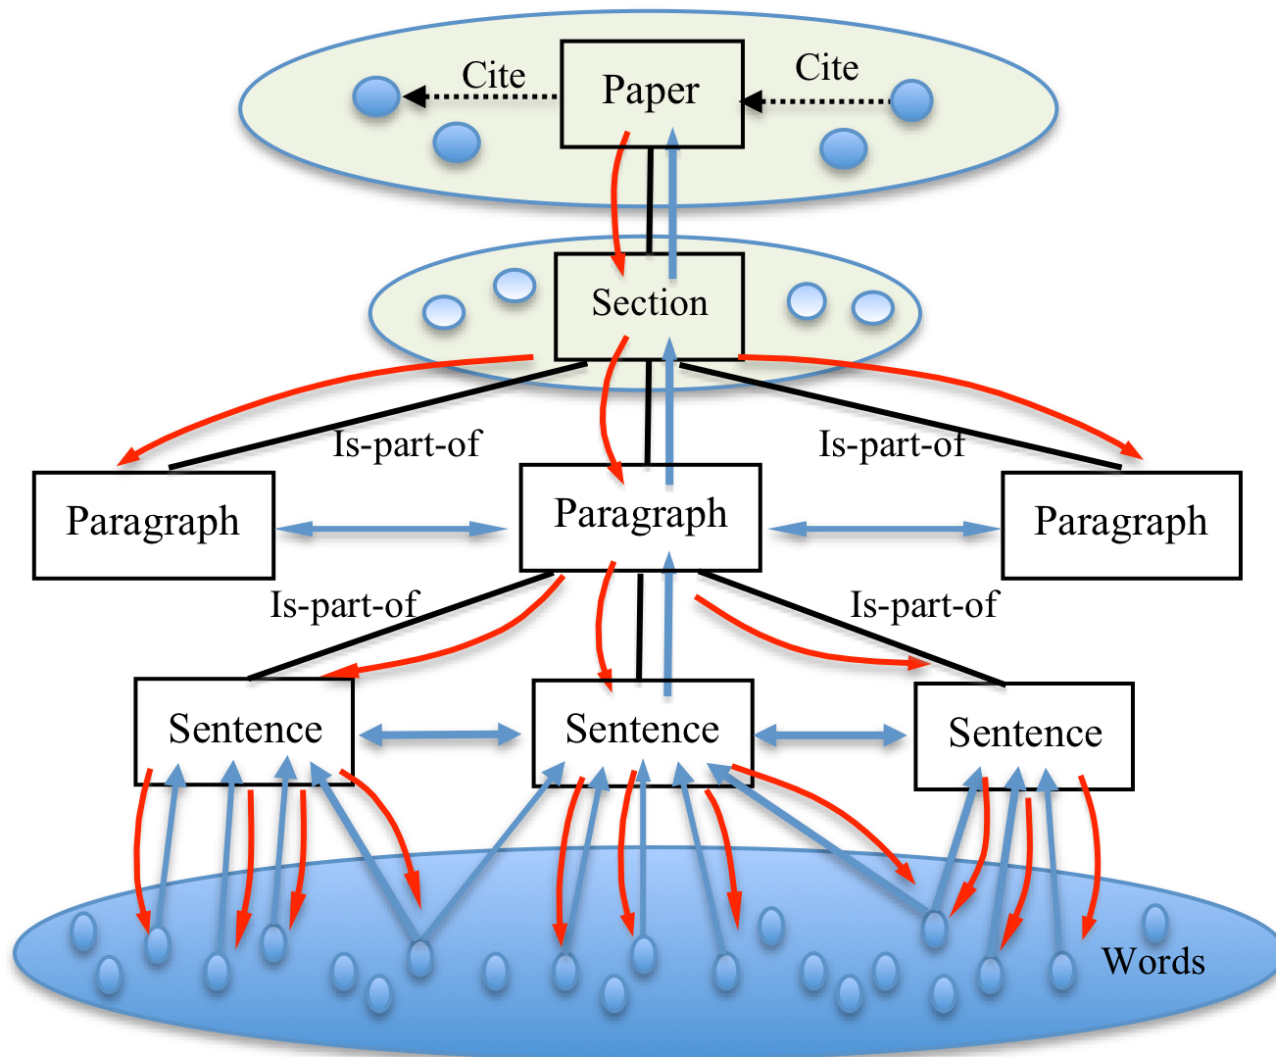 Cite
Paper
Cite
Section
Is-part-of
Is-part-of
Paragraph
Paragraph
Paragraph
Is-part-of
Is-part-of
Sentence
Sentence
Sentence
Words